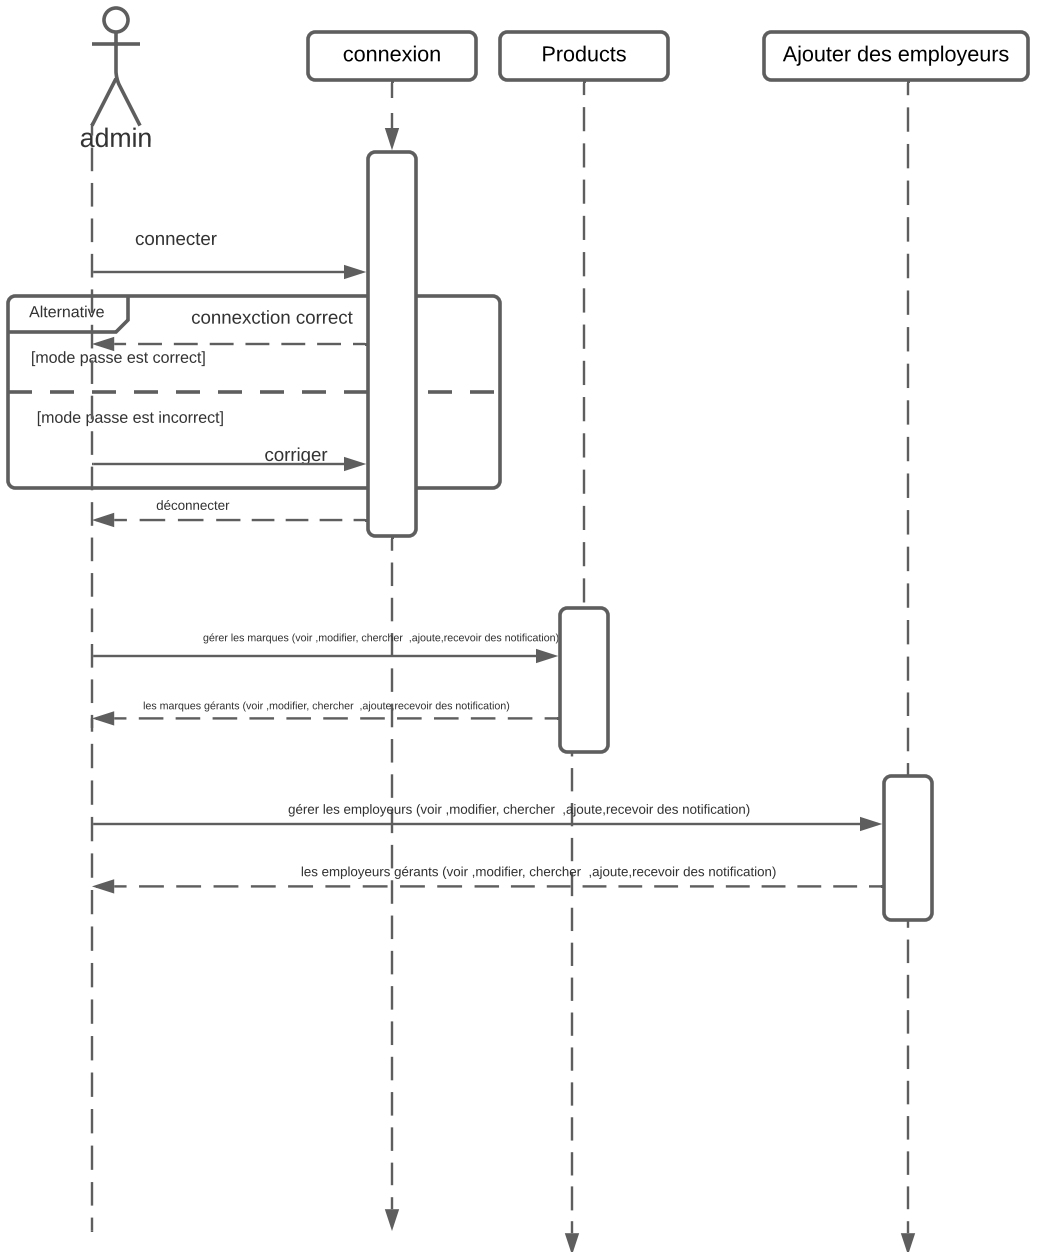 connexion
Products
Ajouter des employeurs
admin
connecter
Alternative
connexction correct
[mode passe est correct]
[mode passe est incorrect]
corriger
déconnecter
gérer les marques (voir ,modifier, chercher ,ajoute,recevoir des notification)
les marques gérants (voir ,modifier, chercher ,ajoute,recevoir des notification)
gérer les employeurs (voir ,modifier, chercher ,ajoute,recevoir des notification)
les employeurs gérants (voir ,modifier, chercher ,ajoute,recevoir des notification)